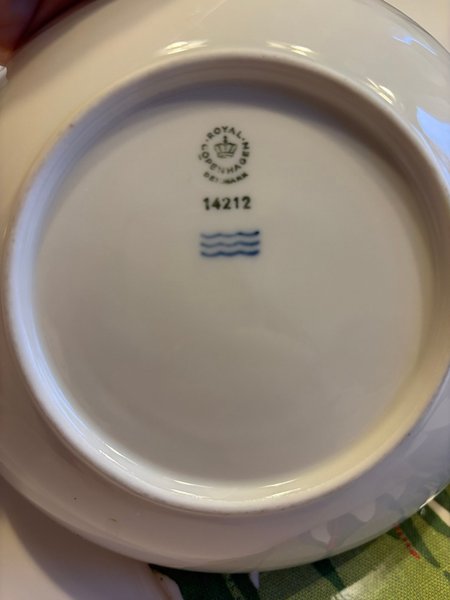 ROYAL
COPENHAGEN
DENMARK
14212